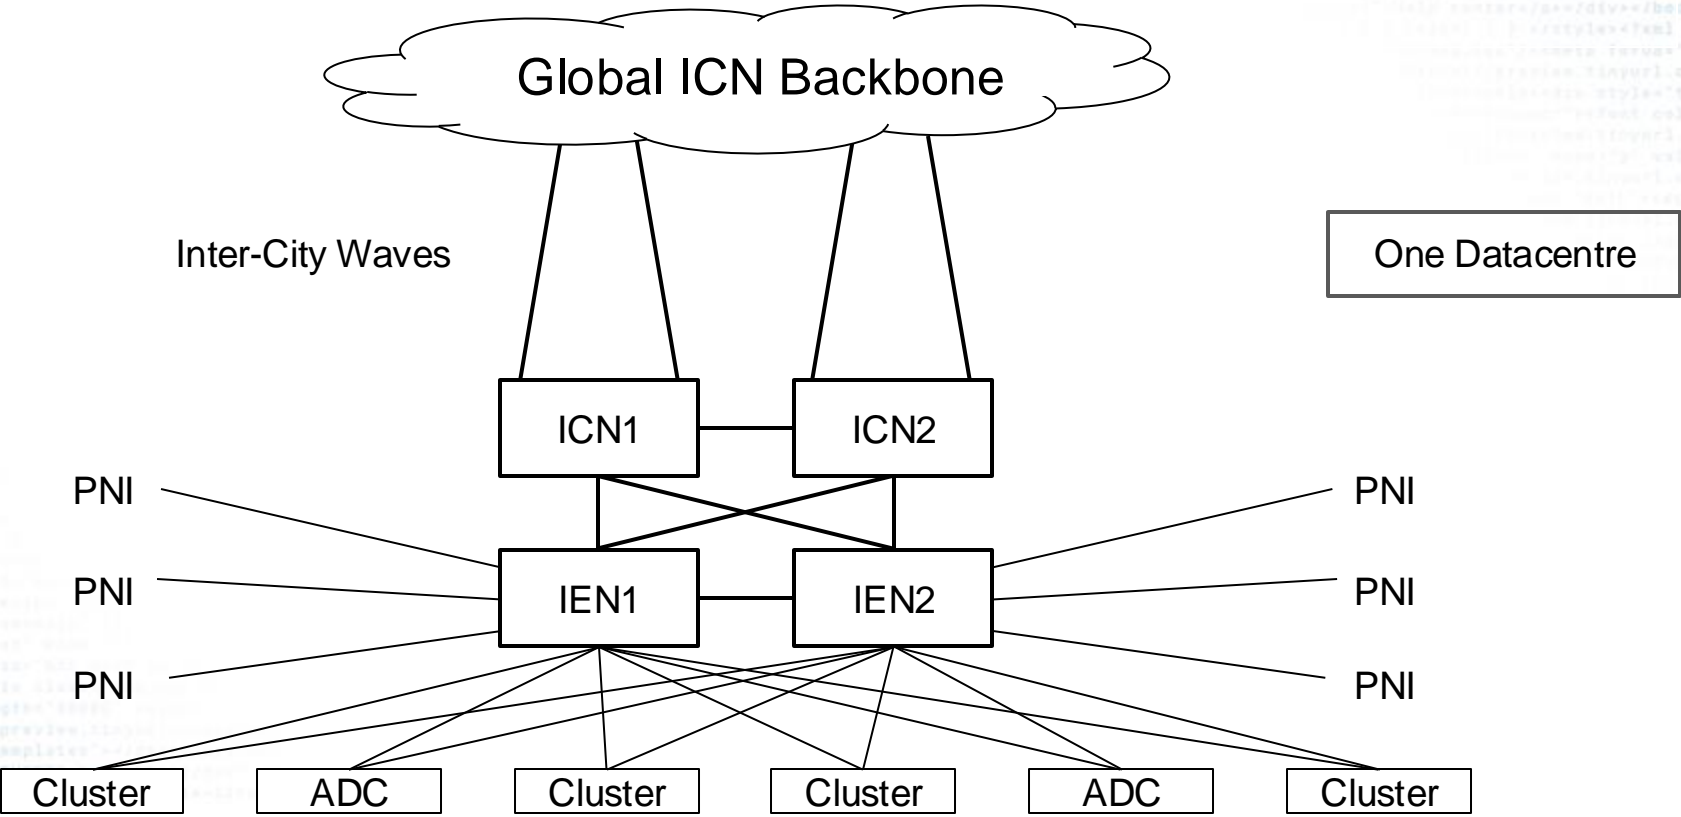 Global ICN Backbone
Inter-City Waves
One Datacentre
ICN1
ICN2
PNI
PNI
PNI
PNI
IEN1
IEN2
PNI
PNI
Cluster
ADC
Cluster
Cluster
ADC
Cluster